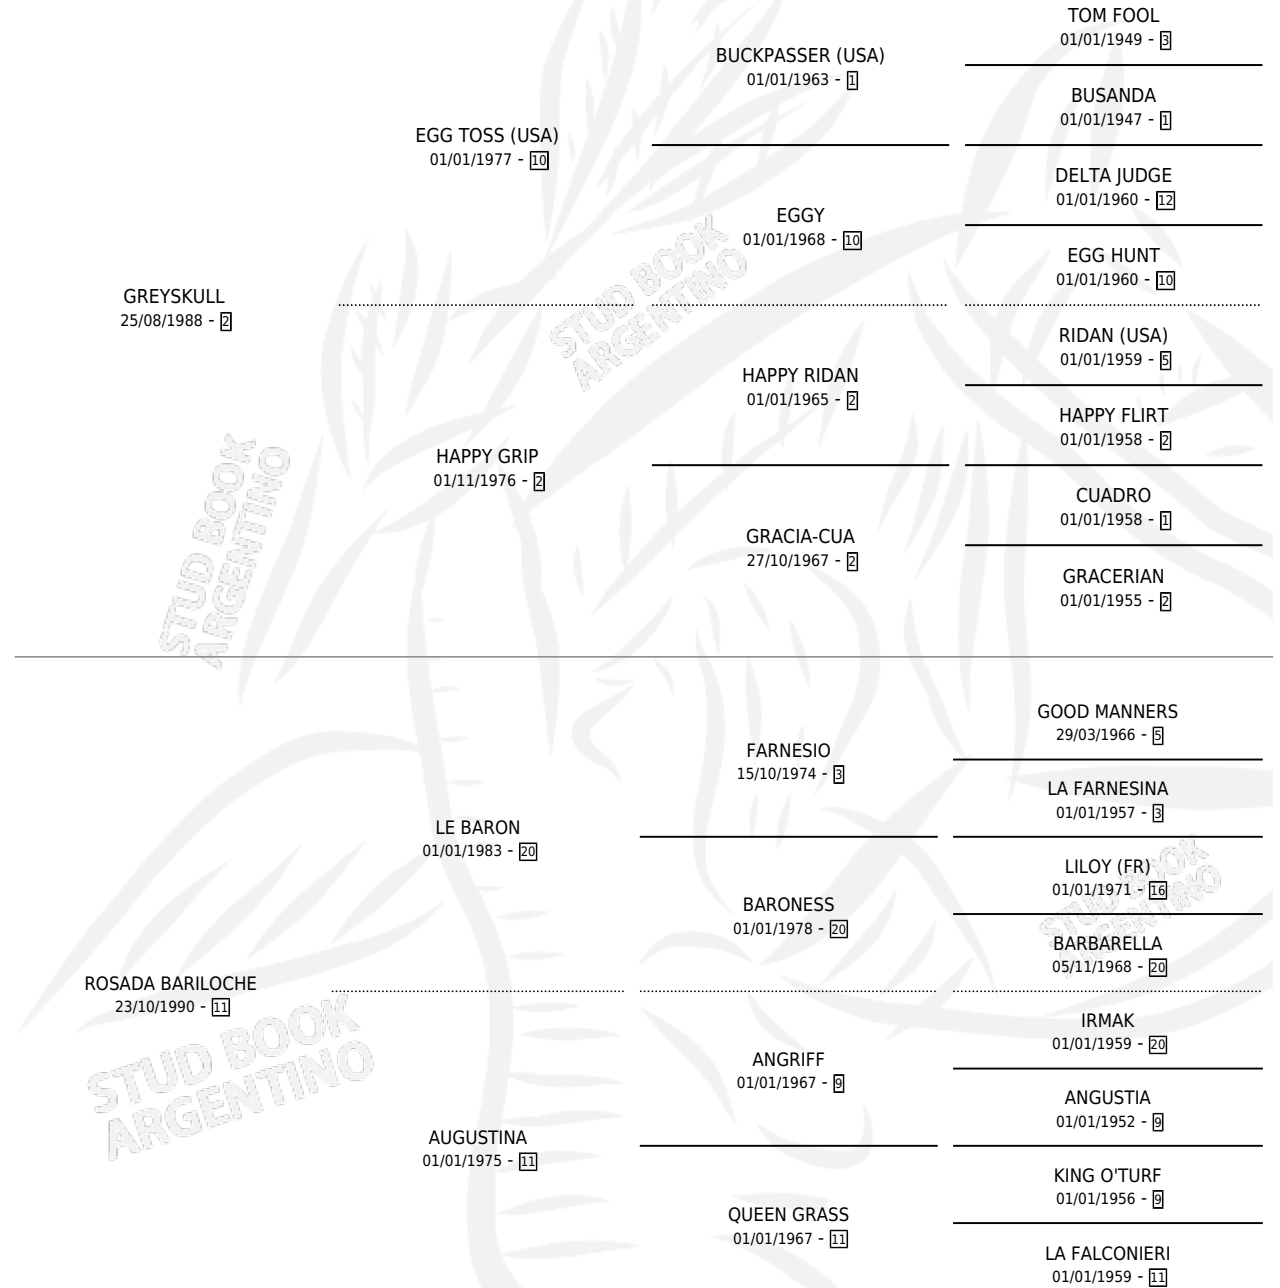 TOM FOOL
01/01/1949 - 3
BUCKPASSER (USA)
01/01/1963 - 1
BUSANDA
01/01/1947 - 1
EGG TOSS (USA)
01/01/1977 - 10
DELTA JUDGE
01/01/1960 - 12
EGGY
01/01/1968 - 10
EGG HUNT
01/01/1960 - 10
GREYSKULL
25/08/1988 - 2
STUD BOOK
ARGENTINO
RIDAN (USA)
01/01/1959 - 5
HAPPY RIDAN
01/01/1965 - 2
HAPPY FLIRT
01/01/1958 - 2
HAPPY GRIP
01/11/1976 - 2
CUADRO
01/01/1958 - 1
GRACIA-CUA
27/10/1967 - 2
GRACERIAN
01/01/1955 - 2
STUD BOOK
ARGENTINO
GOOD MANNERS
29/03/1966 - 5
FARNESIO
15/10/1974 - 3
LA FARNESINA
01/01/1957 - 3
LE BARON
01/01/1983 - 20
LILOY (FR)
01/01/1971 - 16
BARONESS
01/01/1978 - 20
BARBARELLA
05/11/1968 - 20
STUD BOOK
ARGENTINO
ROSADA BARILOCHE
23/10/1990 - 11
IRMAK
01/01/1959 - 20
ANGRIFF
01/01/1967 - 9
ANGUSTIA
01/01/1952 - 9
STUD BOOK
ARGENTINO
AUGUSTINA
01/01/1975 - 11
KING O'TURF
01/01/1956 - 9
QUEEN GRASS
01/01/1967 - 11
LA FALCONIERI
01/01/1959 - 11